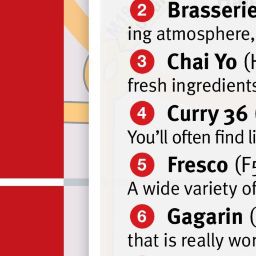 2 Brasserie
ing atmosphere,
3 Chai Yo (
fresh ingredients
4 Curry 36
You'll often find li
5 Fresco (F5
A wide variety of
6 Gagarin (
that is really wor